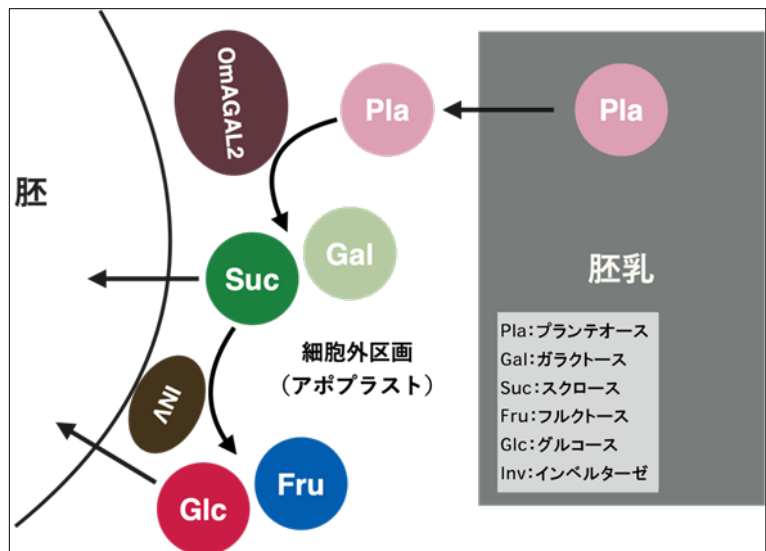 OmAGAL2
Pla
Pla
胚
Suc
Gal
胚乳
細胞外区画
（アポプラスト）
INV
Glc
Fru
Pla：プランテオース
Gal：ガラクトース
Suc：スクロース
Fru：フルクトース
Glc：グルコース
Inv：インベルターゼ